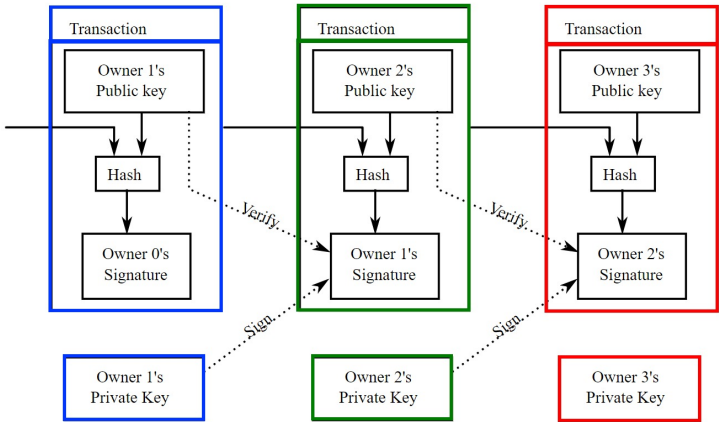 Transaction
Owner 1's
Public key
Hash
Owner 0's
Signature
Transaction
Owner 2's
Public key
Hash
Verify
Owner 1's
Signature
Sign
Transaction
Owner 3's
Public key
Hash
Verify
Owner 2's
Signature
Sign
Owner 1's
Private Key
Owner 2's
Private Key
Owner 3's
Private Key